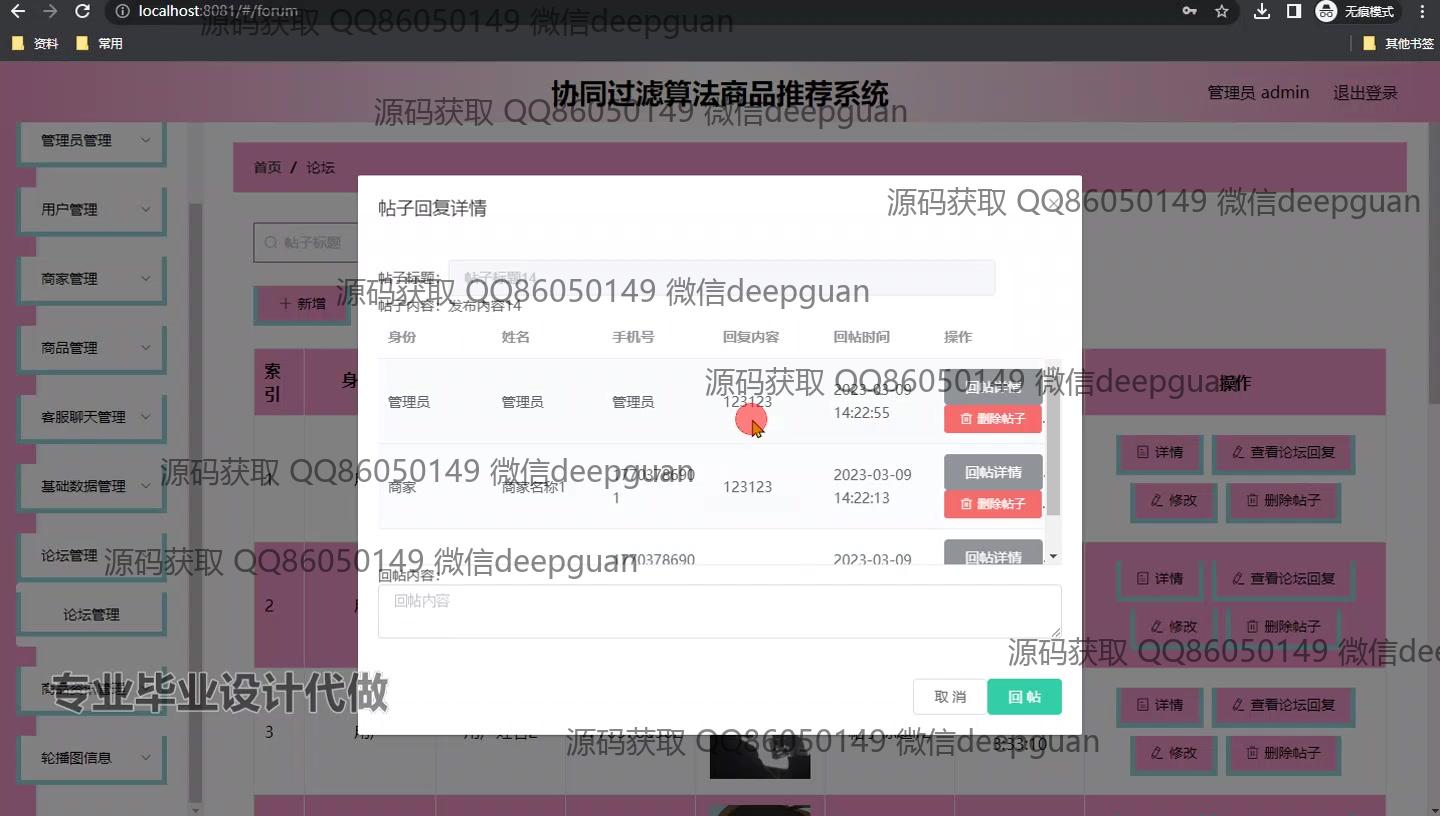 localhost:8081/#/forum
无痕模式
资料
常用
其他书签
源码获取 QQ86050149 微信deepguan
协同过滤算法商品推荐系统
管理员 admin
退出登录
源码获取 QQ86050149 微信deepguan
管理员管理
用户管理
商家管理
商品管理
客服聊天管理
基础数据管理
论坛管理
论坛管理
轮播图信息
首页 / 论坛
帖子标题
新增
帖子回复详情
源码获取 QQ86050149 微信deepguan
帖子标题:
帖子标题14
源码获取 QQ86050149 微信deepguan
帖子内容: 发布内容14
身份 姓名 手机号 回复内容 回帖时间 操作
源码获取 QQ86050149 微信deepguan
管理员 管理员 管理员 123123 2023-03-09
14:22:55
回帖详情
删除帖子
源码获取 QQ86050149 微信deepguan
商家 商家名称1 1770378690
1
123123
2023-03-09
14:22:13
回帖详情
删除帖子
1770378690
2023-03-09
回帖详情
源码获取 QQ86050149 微信deepguan
回帖内容:
回帖内容
取 消
回 帖
索
引
操作
1
详情
查看论坛回复
修改
删除帖子
2
详情
查看论坛回复
修改
删除帖子
源码获取 QQ86050149 微信dee
专业毕业设计代做
3
3:33:10
详情
查看论坛回复
修改
删除帖子
源码获取 QQ86050149 微信deepguan